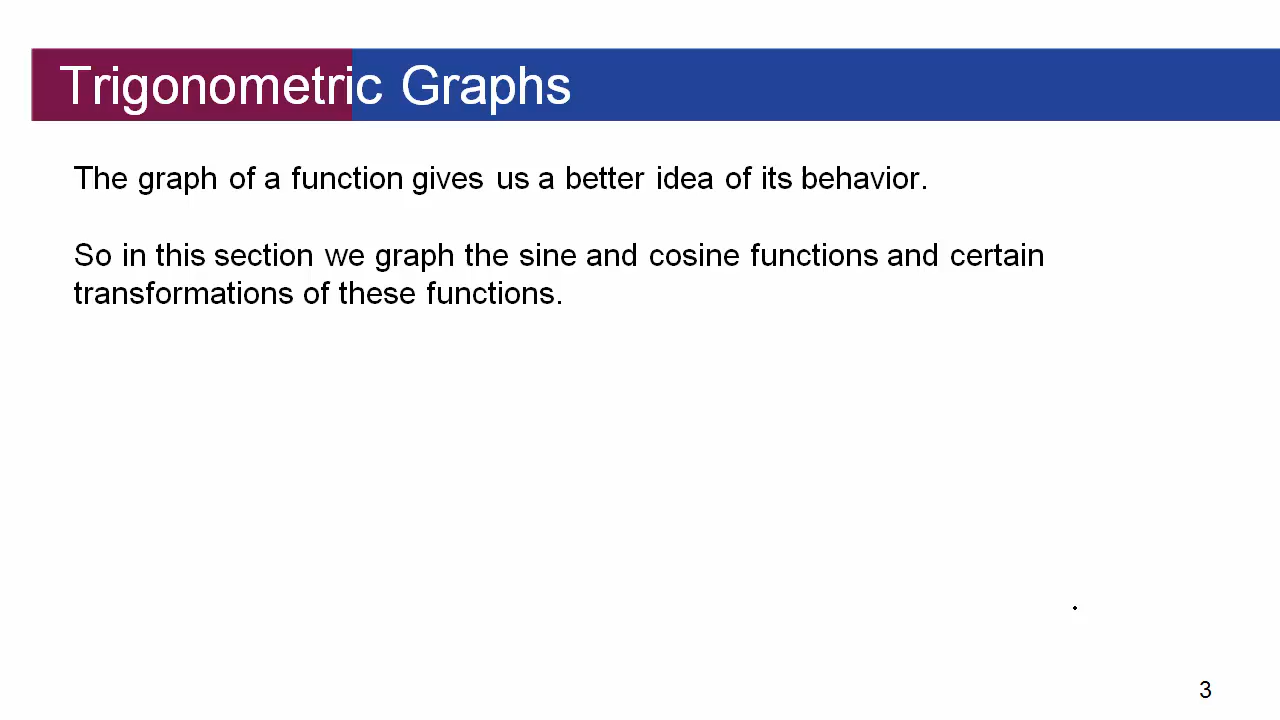 Trigonometric Graphs
The graph of a function gives us a better idea of its behavior.
So in this section we graph the sine and cosine functions and certain
transformations of these functions.
3